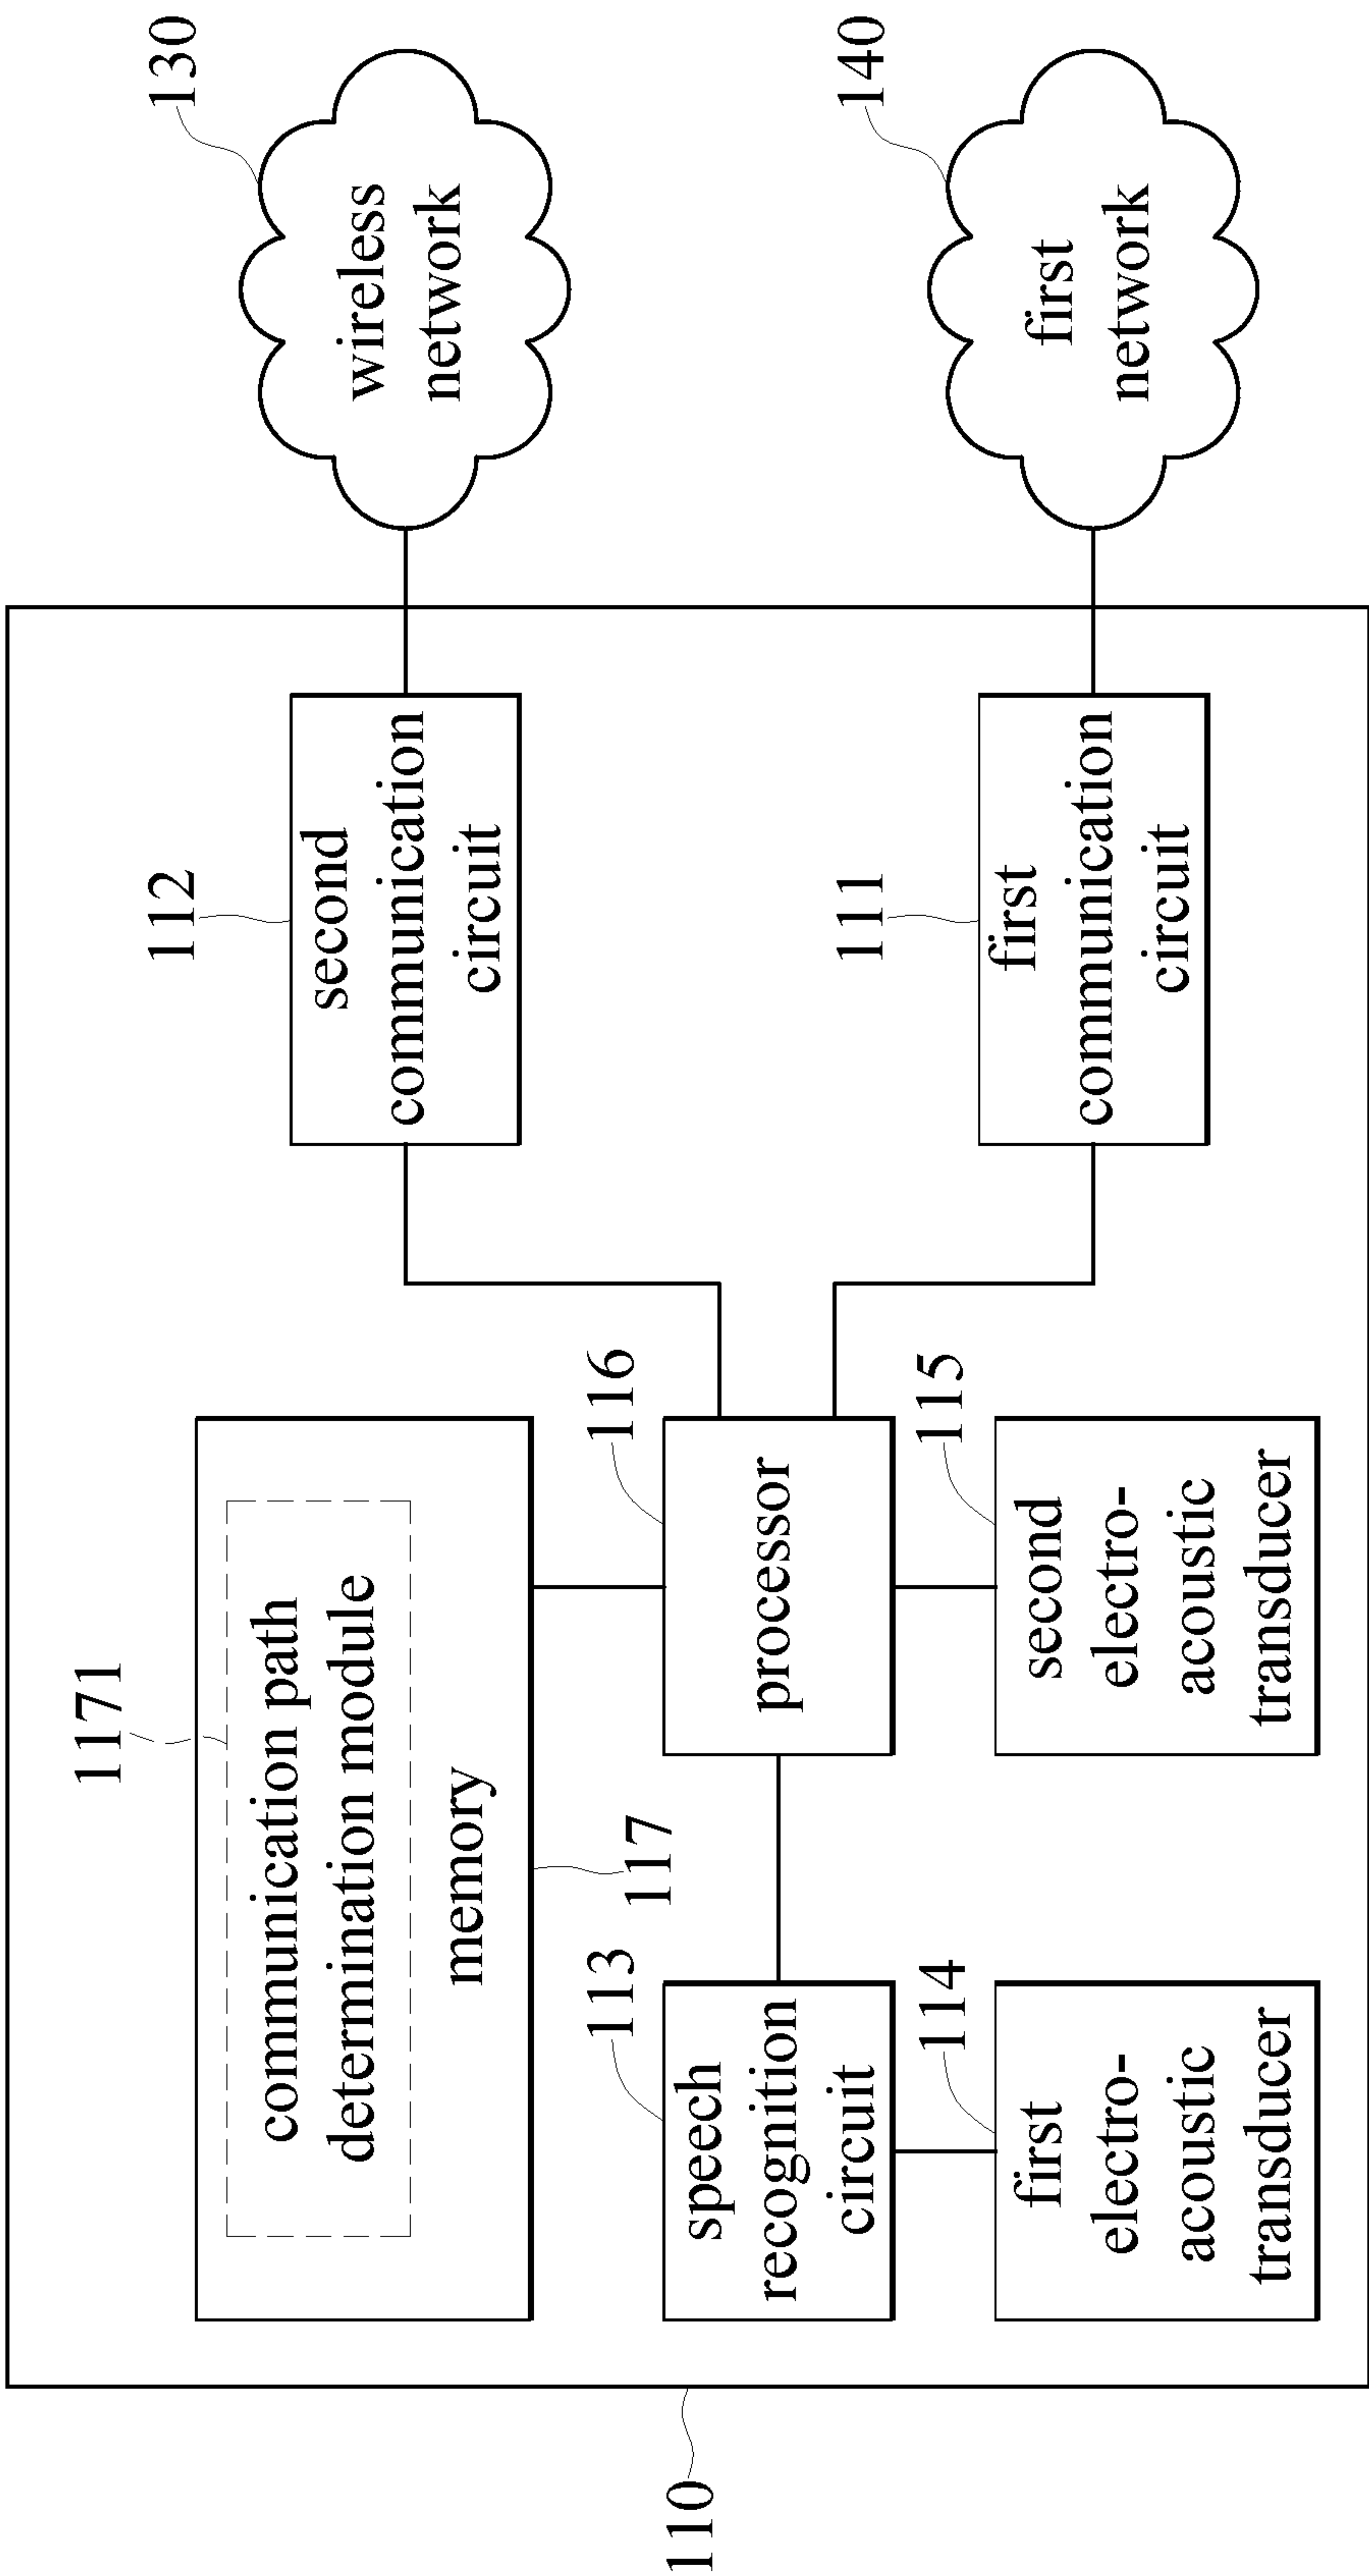 110
1171
communication path
determination module
memory
117
113
speech
recognition
circuit
114
first
electro-
acoustic
transducer
116
processor
115
second
electro-
acoustic
transducer
112
second
communication
circuit
111
first
communication
circuit
130
wireless
network
140
first
network